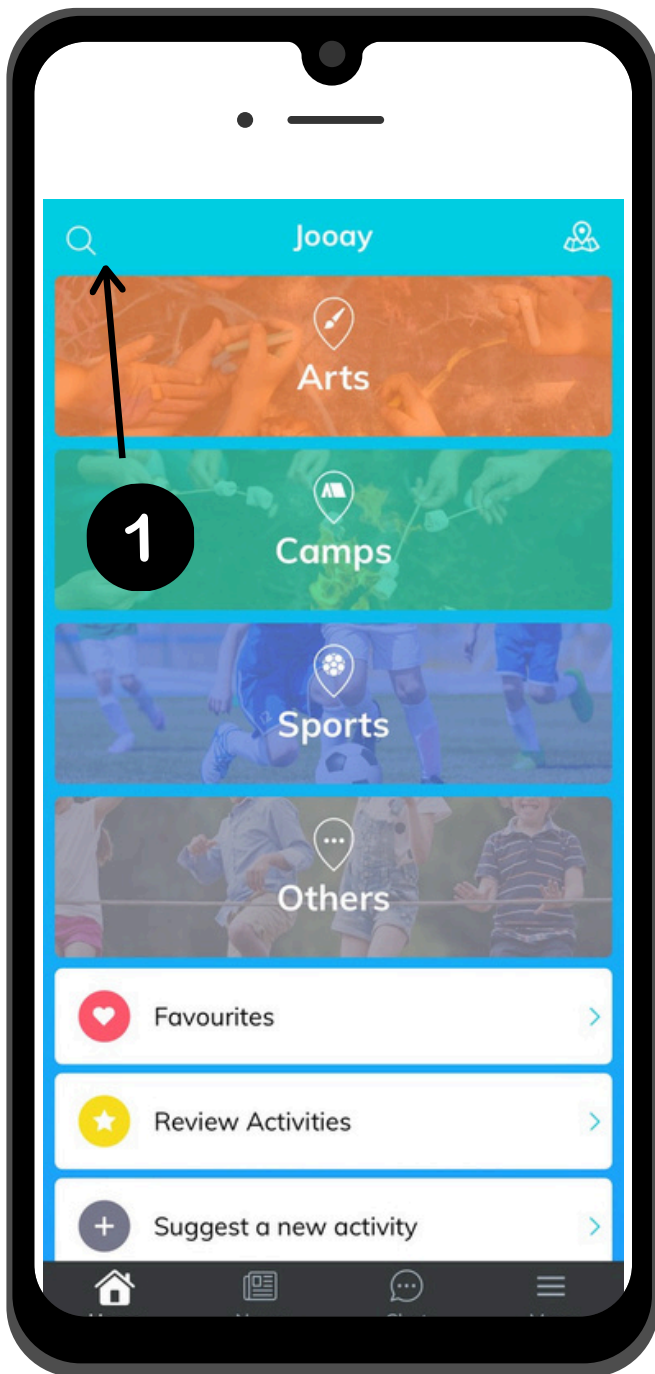 Jooay
Arts
1
Camps
Sports
Others
Favourites
Review Activities
Suggest a new activity